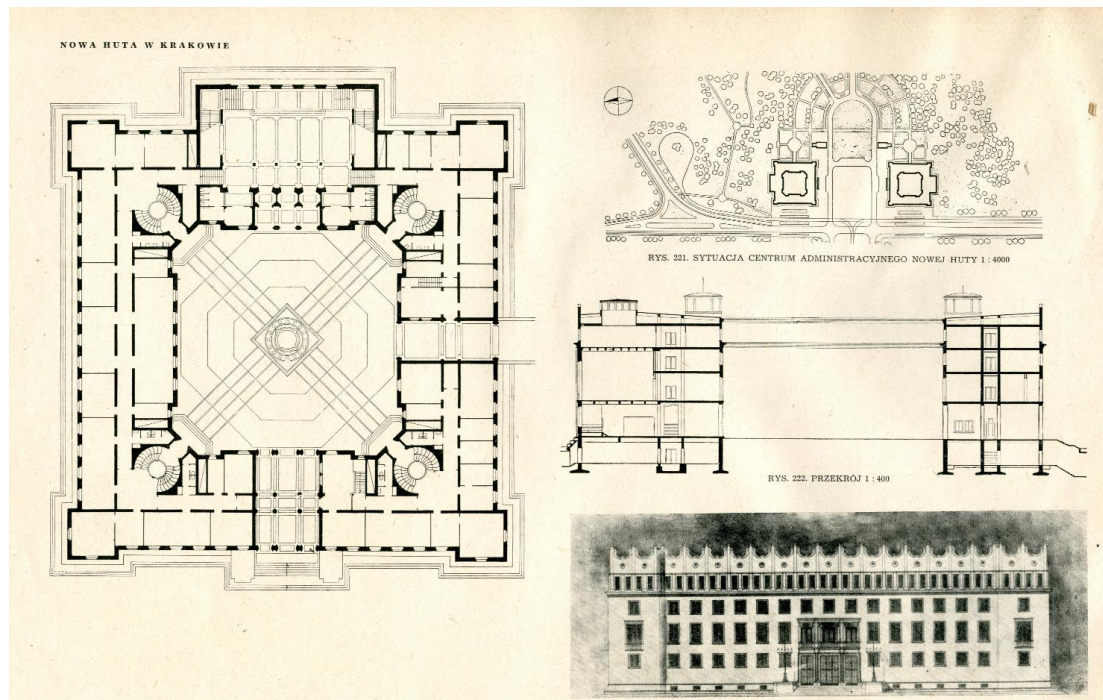 NOWA HUTA W KRAKOWIE
RYS. 221. SYTUACJA CENTRUM ADMINISTRACYJNEGO NOWEJ HUTY 1 : 4000
RYS. 222. PRZEKRÓJ 1 : 400